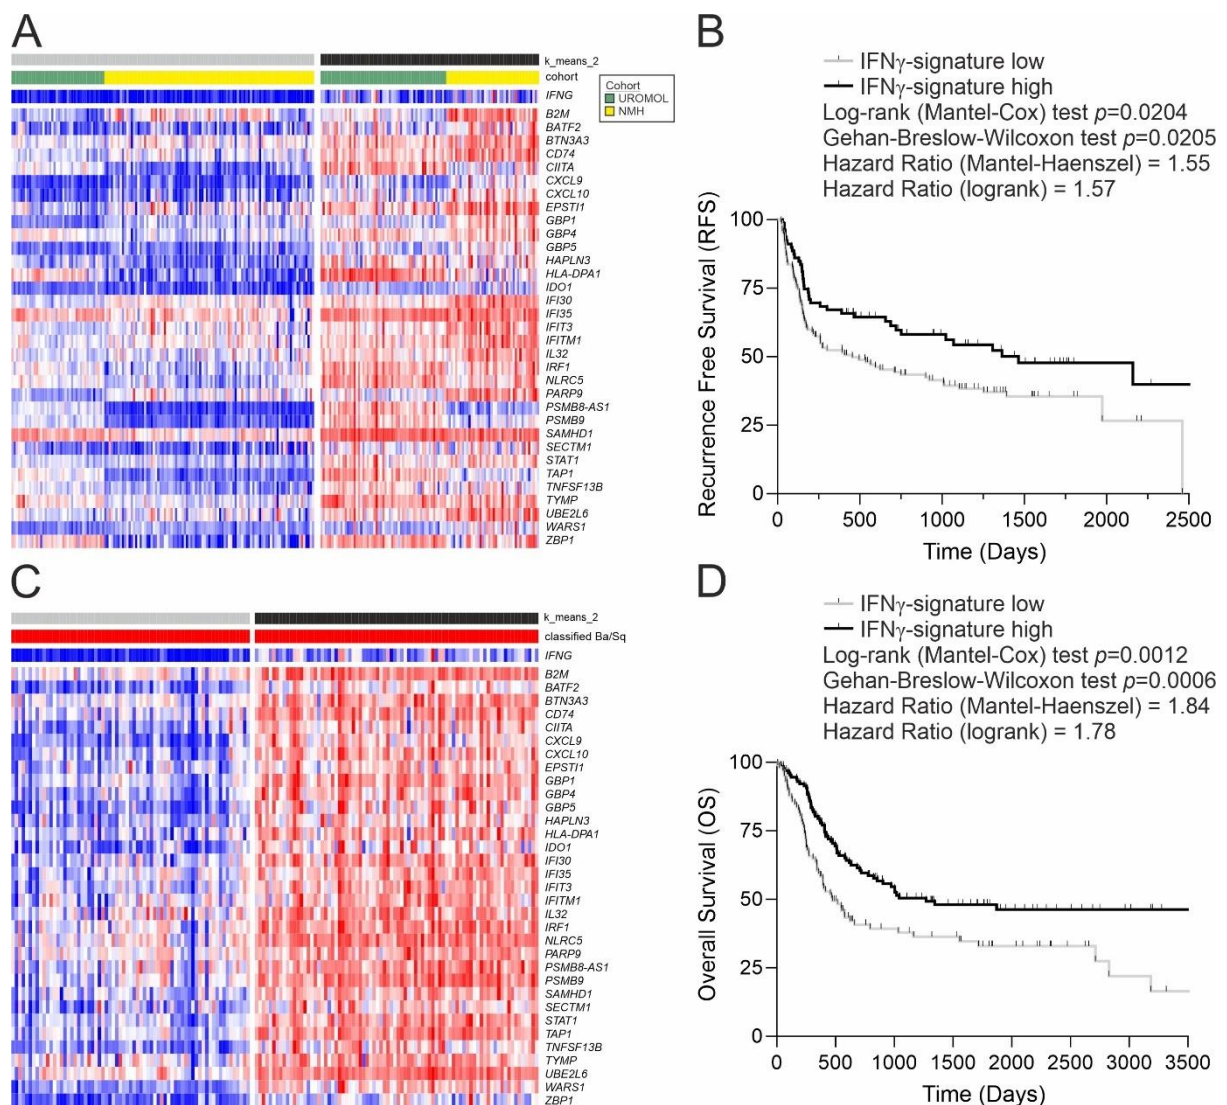 A
k_means_2
cohort
IFNG
B2M
BATF2
BTN3A3
CD74
CIITA
CXCL9
CXCL10
EPSTI1
GBP1
GBP4
GBP5
HAPLN3
HLA-DPA1
IDO1
IFI30
IFI35
IFIT3
IFITM1
IL32
IRF1
NLRC5
PARP9
PSMB8-AS1
PSMB9
SAMHD1
SECTM1
STAT1
TAP1
TNFSF13B
TYMP
UBE2L6
WARS1
ZBP1
Cohort
UROMOL
NMH
B
IFNγ-signature low
IFNγ-signature high
Log-rank (Mantel-Cox) test p=0.0204
Gehan-Breslow-Wilcoxon test p=0.0205
Hazard Ratio (Mantel-Haenszel) = 1.55
Hazard Ratio (logrank) = 1.57
Recurrence Free Survival (RFS)
100
75
50
25
0
0 500 1000 1500 2000 2500
Time (Days)
C
k_means_2
classified Ba/Sq
IFNG
B2M
BATF2
BTN3A3
CD74
CIITA
CXCL9
CXCL10
EPSTI1
GBP1
GBP4
GBP5
HAPLN3
HLA-DPA1
IDO1
IFI30
IFI35
IFIT3
IFITM1
IL32
IRF1
NLRC5
PARP9
PSMB8-AS1
PSMB9
SAMHD1
SECTM1
STAT1
TAP1
TNFSF13B
TYMP
UBE2L6
WARS1
ZBP1
D
IFNγ-signature low
IFNγ-signature high
Log-rank (Mantel-Cox) test p=0.0012
Gehan-Breslow-Wilcoxon test p=0.0006
Hazard Ratio (Mantel-Haenszel) = 1.84
Hazard Ratio (logrank) = 1.78
Overall Survival (OS)
100
75
50
25
0
0 500 1000 1500 2000 2500 3000 3500
Time (Days)